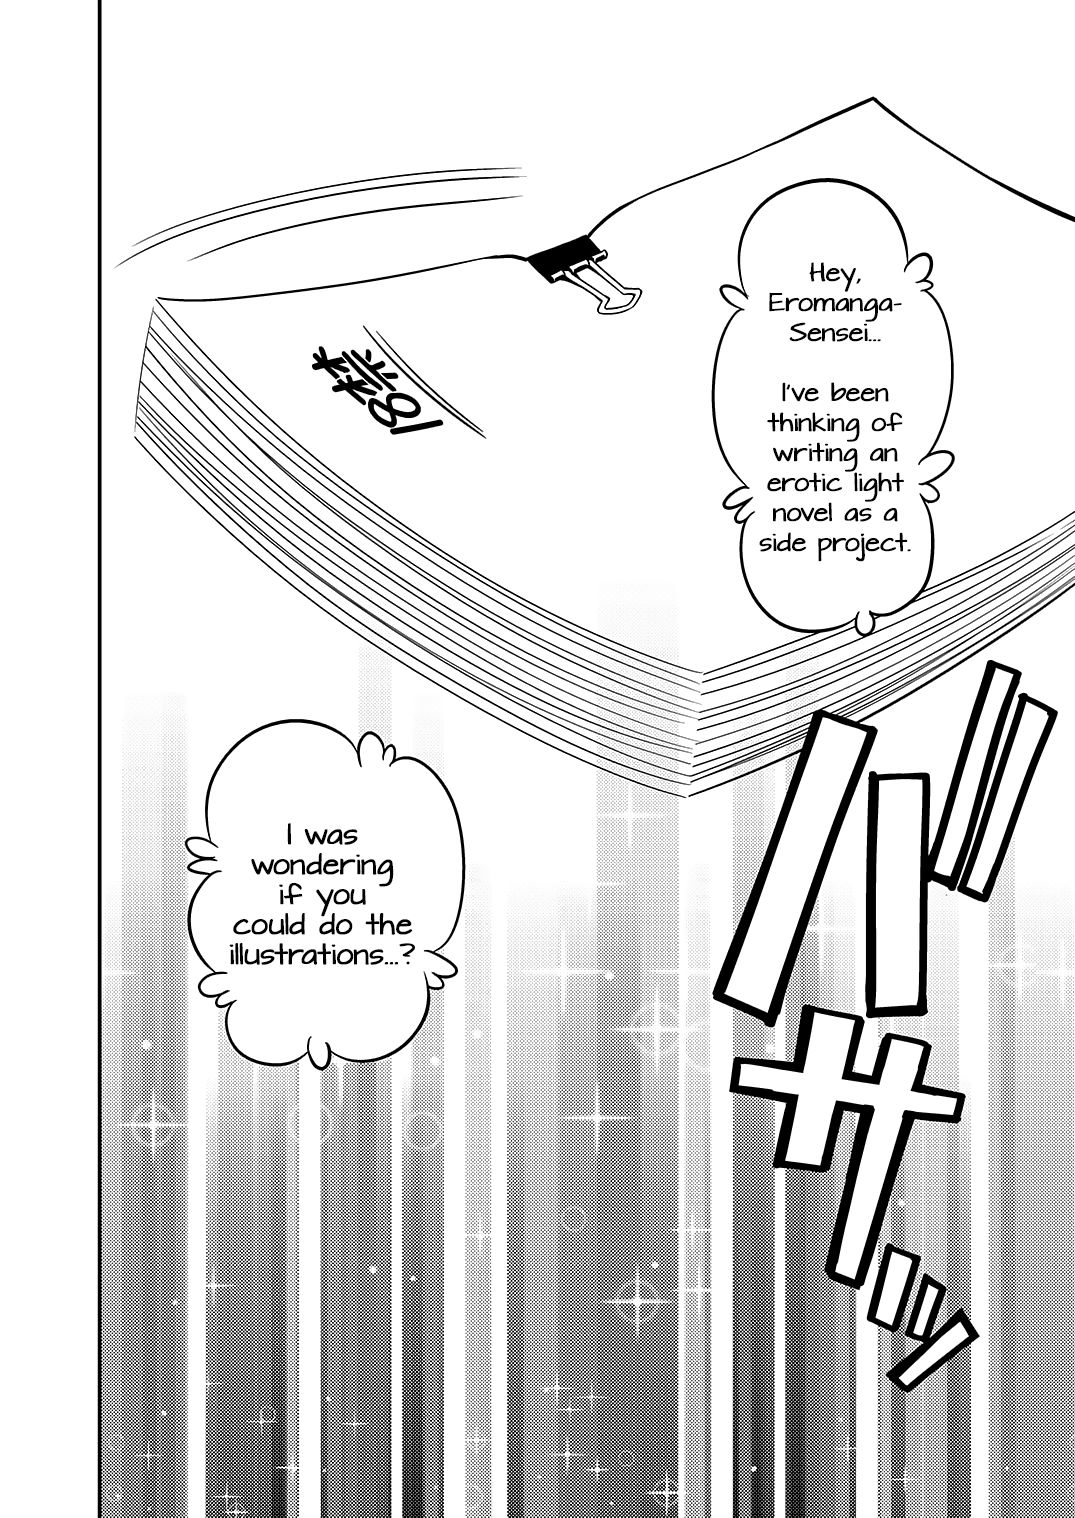 Hey,
Eromanga-
Sensei...
I've been
thinking of
writing an
erotic light
novel as a
side project.
18禁
バサッ
I was
wondering
if you
could do the
illustrations...?